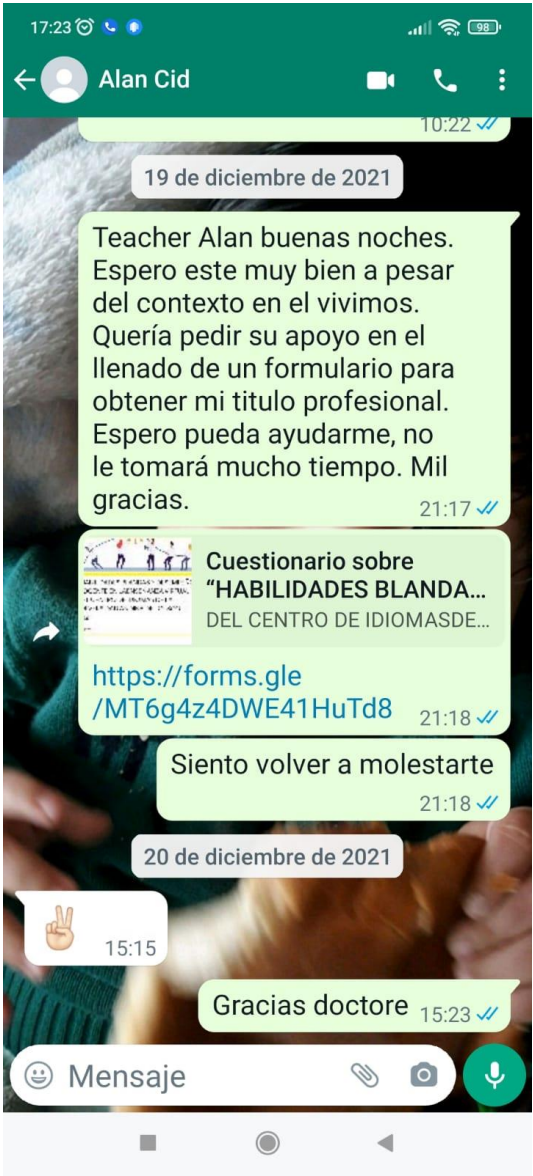 17:23
98
Alan Cid
10:22
19 de diciembre de 2021
Teacher Alan buenas noches.
Espero este muy bien a pesar
del contexto en el vivimos.
Quería pedir su apoyo en el
llenado de un formulario para
obtener mi titulo profesional.
Espero pueda ayudarme, no
le tomará mucho tiempo. Mil
gracias.
21:17
Cuestionario sobre
“HABILIDADES BLANDA...
DEL CENTRO DE IDIOMASDE...
https://forms.gle
/MT6g4z4DWE41HuTd8
21:18
Siento volver a molestarte
21:18
20 de diciembre de 2021
15:15
Gracias doctore 15:23
Mensaje